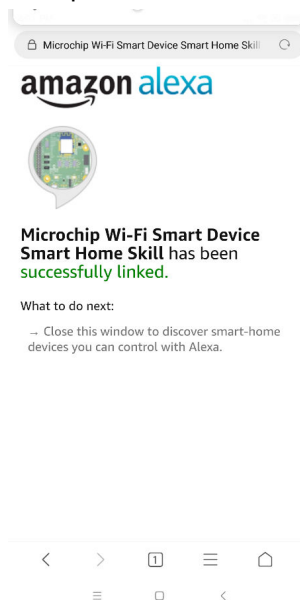 Microchip Wi-Fi Smart Device Smart Home Skil
amazon alexa
Microchip Wi-Fi Smart Device
Smart Home Skill has been
successfully linked.
What to do next:
→ Close this window to discover smart-home
devices you can control with Alexa.
1